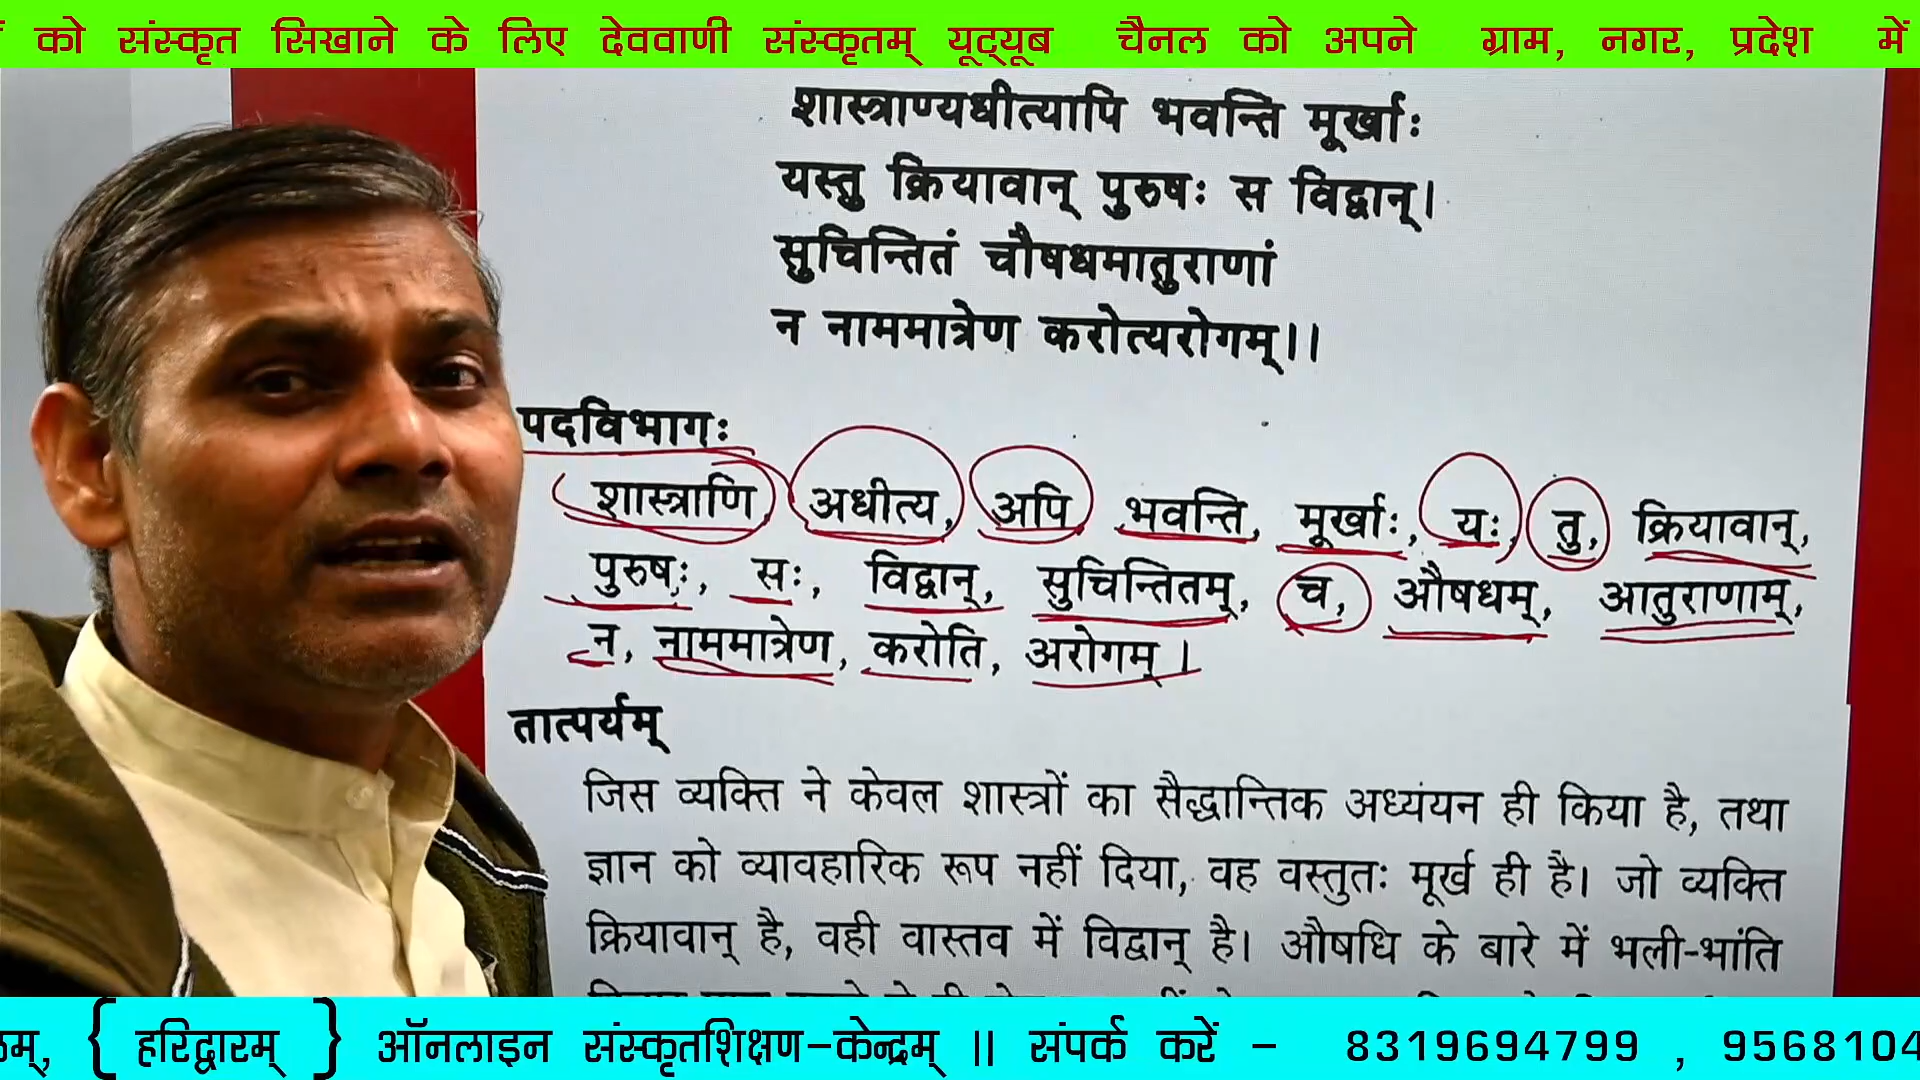 को संस्कृत सिखाने के लिए देववाणी संस्कृतम् यूट्यूब चैनल को अपने ग्राम, नगर, प्रदेश में
शास्त्राण्यधीत्यापि भवन्ति मूर्खाः
यस्तु क्रियावान् पुरुषः स विद्वान्।
सुचिन्तितं चौषधमातुराणां
न नाममात्रेण करोत्यरोगम्।।
पदविभागः
शास्त्राणि, अधीत्य, अपि भवन्ति, मूर्खाः, यः, तु, क्रियावान्,
पुरुषः, सः, विद्वान्, सुचिन्तितम्, च, औषधम्, आतुराणाम्,
न, नाममात्रेण, करोति, अरोगम्।
तात्पर्यम्
जिस व्यक्ति ने केवल शास्त्रों का सैद्धान्तिक अध्ययन ही किया है, तथा
ज्ञान को व्यावहारिक रूप नहीं दिया, वह वस्तुतः मूर्ख ही है। जो व्यक्ति
क्रियावान् है, वही वास्तव में विद्वान् है। औषधि के बारे में भली-भांति
{ हरिद्वारम् } ऑनलाइन संस्कृतशिक्षण-केन्द्रम् ॥ संपर्क करें - 8319694799 , 9568104